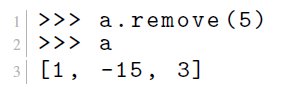 1 >>> a.remove(5)
2 >>> a
3 [1, -15, 3]